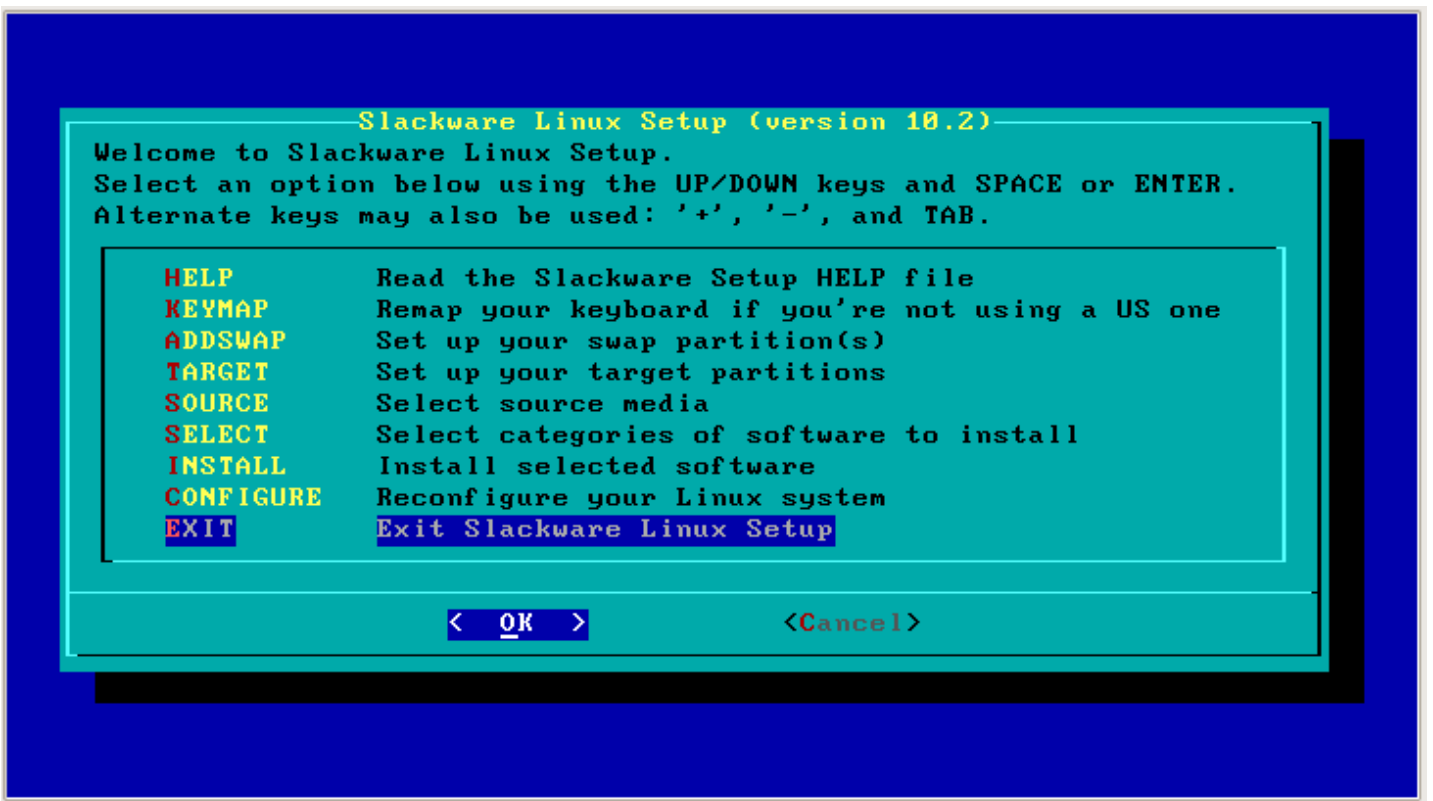 Slackware Linux Setup (version 10.2)
Welcome to Slackware Linux Setup.
Select an option below using the UP/DOWN keys and SPACE or ENTER.
Alternate keys may also be used: '+', '-', and TAB.
HELP Read the Slackware Setup HELP file
KEYMAP Remap your keyboard if you're not using a US one
ADDSWAP Set up your swap partition(s)
TARGET Set up your target partitions
SOURCE Select source media
SELECT Select categories of software to install
INSTALL Install selected software
CONFIGURE Reconfigure your Linux system
EXIT Exit Slackware Linux Setup
< OK > <Cancel>